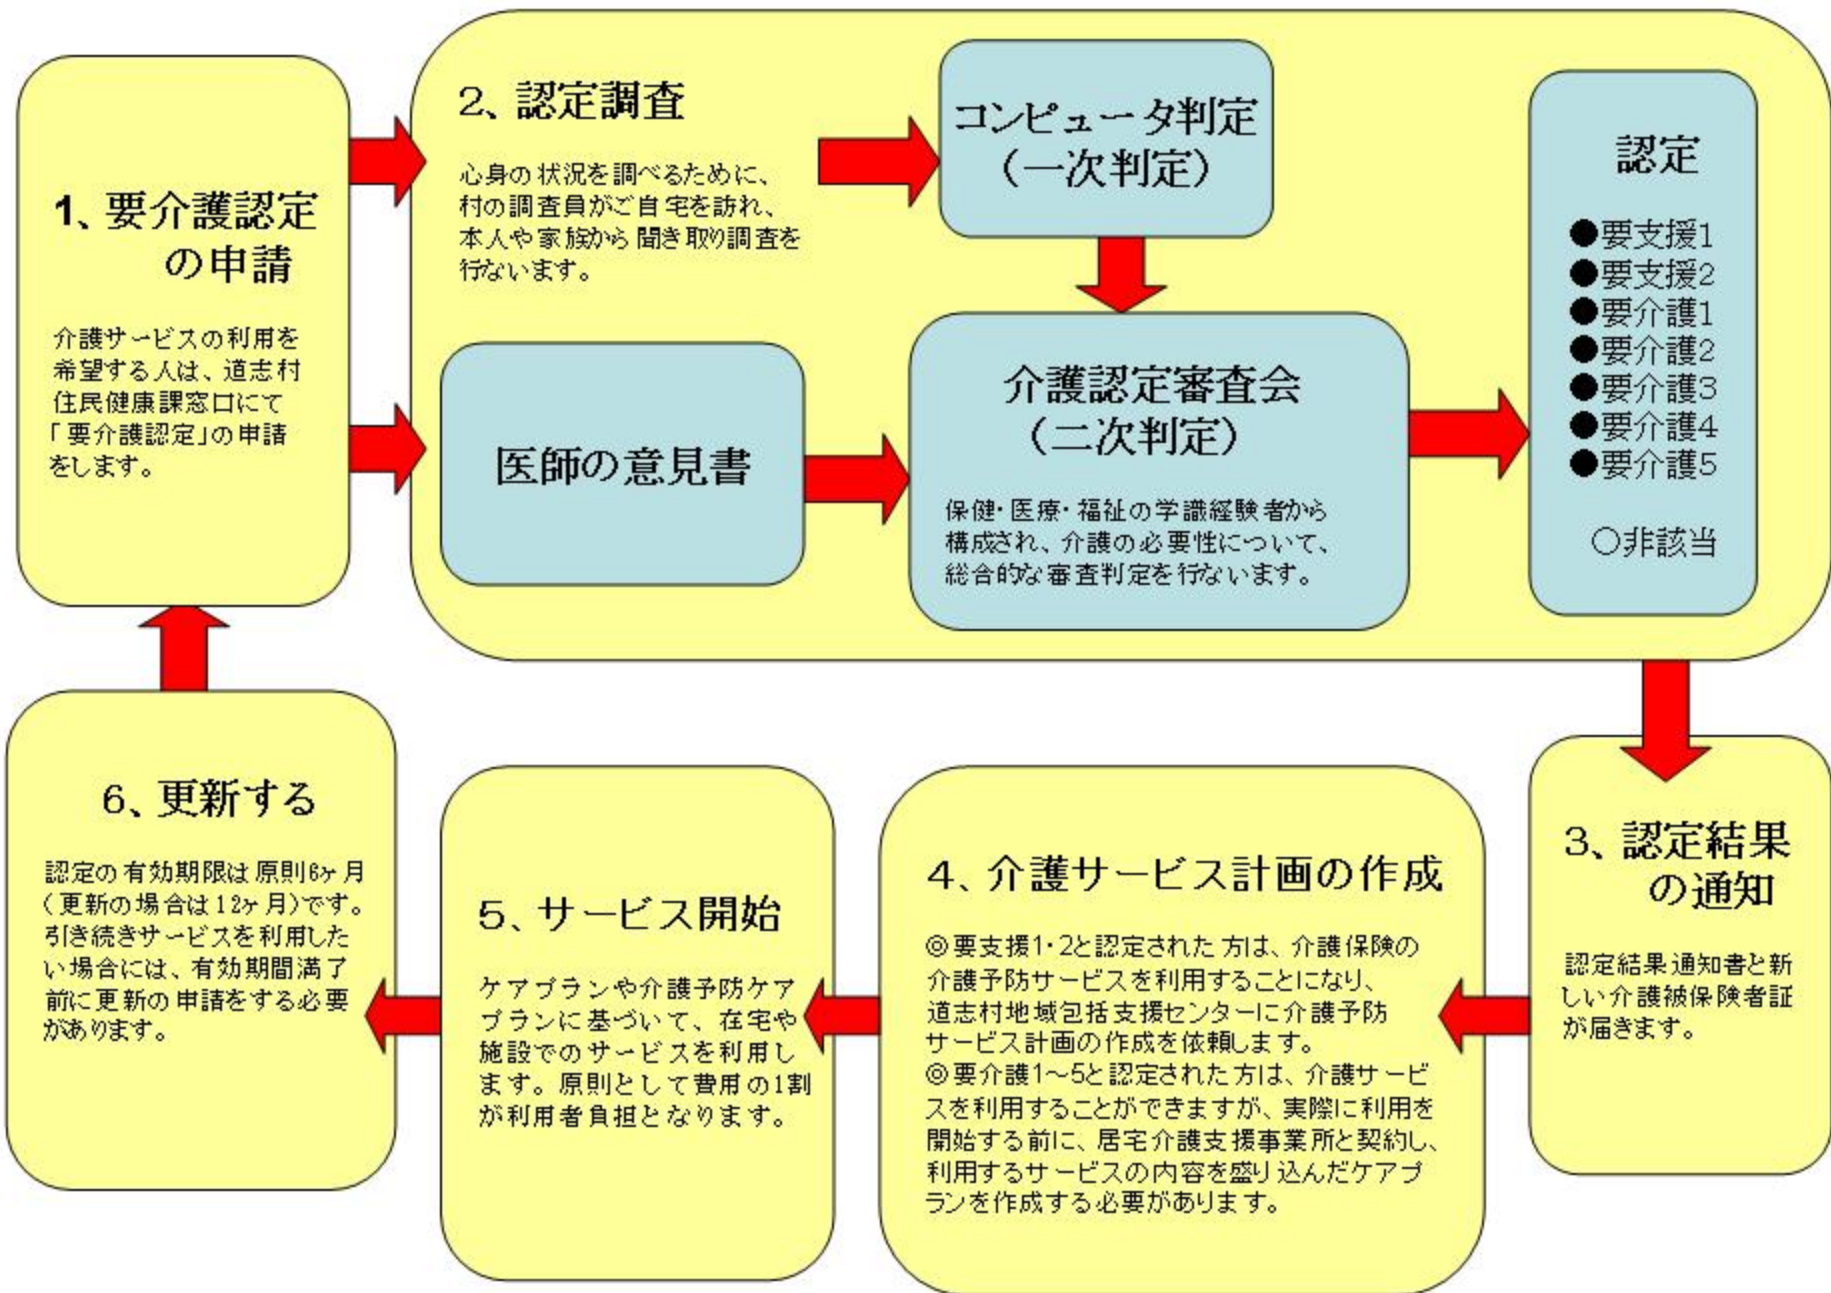 1、要介護認定
の申請
介護サービスの利用を
希望する人は、道志村
住民健康課窓口にて
「要介護認定」の申請
をします。
2、認定調査
心身の状況を調べるために、
村の調査員がご自宅を訪れ、
本人や家族から聞き取り調査を
行ないます。
コンピュータ判定
（一次判定）
医師の意見書
介護認定審査会
（二次判定）
保健・医療・福祉の学識経験者から
構成され、介護の必要性について、
総合的な審査判定を行ないます。
認定
●要支援1
●要支援2
●要介護1
●要介護2
●要介護3
●要介護4
●要介護5
○非該当
3、認定結果
の通知
認定結果通知書と新
しい介護被保険者証
が届きます。
4、介護サービス計画の作成
◎要支援1・2と認定された方は、介護保険の
介護予防サービスを利用することになり、
道志村地域包括支援センターに介護予防
サービス計画の作成を依頼します。
◎要介護1～5と認定された方は、介護サービ
スを利用することができますが、実際に利用を
開始する前に、居宅介護支援事業所と契約し、
利用するサービスの内容を盛り込んだケアプ
ランを作成する必要があります。
5、サービス開始
ケアプランや介護予防ケア
プランに基づいて、在宅や
施設でのサービスを利用し
ます。原則として費用の1割
が利用者負担となります。
6、更新する
認定の有効期限は原則6ヶ月
（更新の場合は12ヶ月）です。
引き続きサービスを利用した
い場合には、有効期間満了
前に更新の申請をする必要
があります。